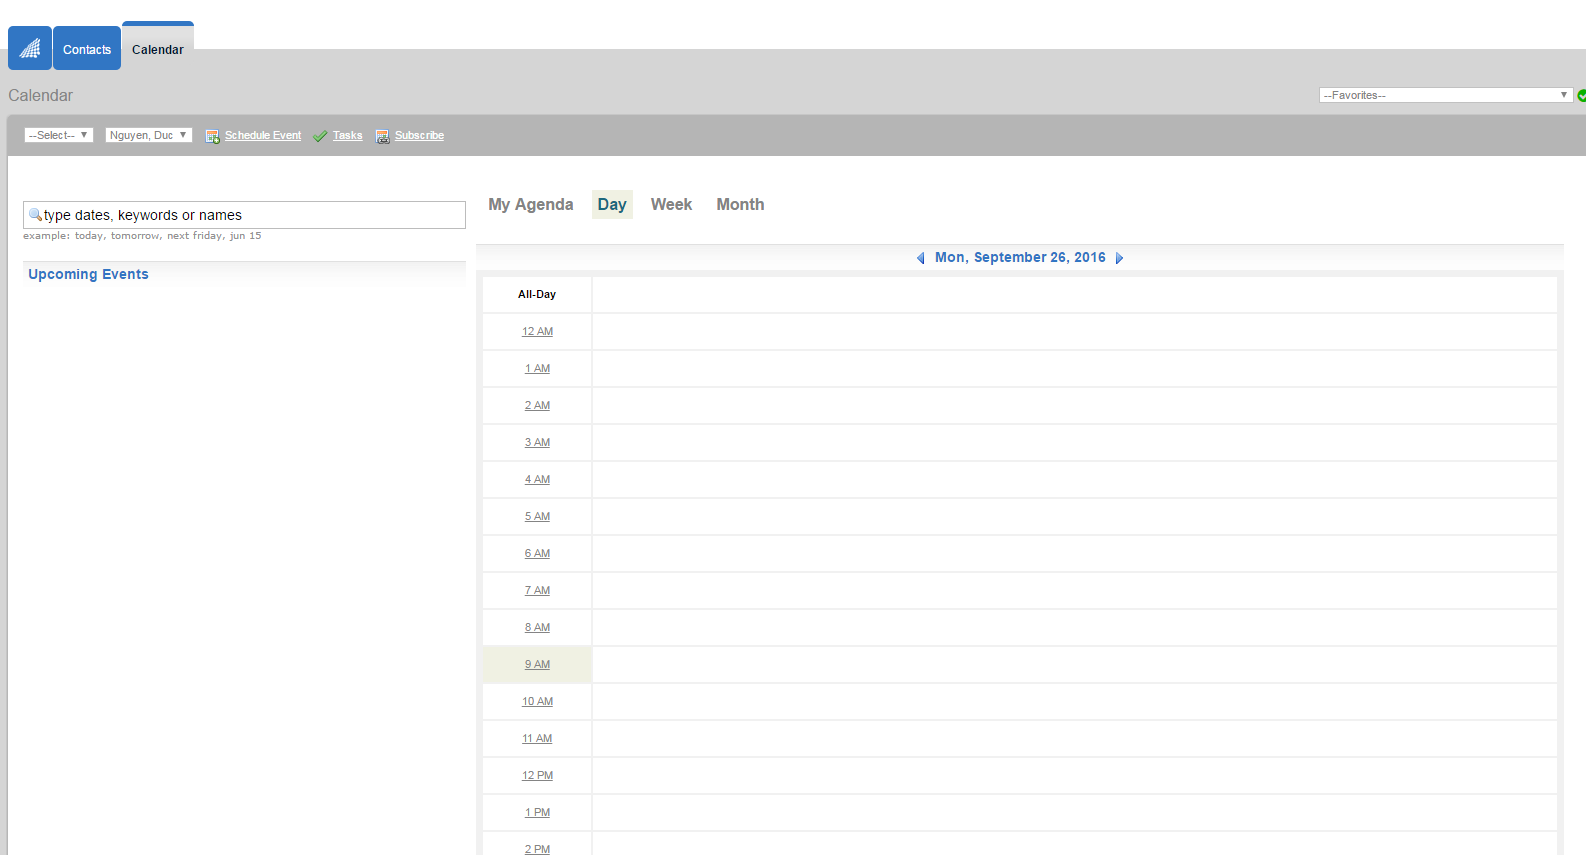 Contacts Calendar
Calendar
--Favorites--
--Select-- Nguyen, Duc Schedule Event Tasks Subscribe
type dates, keywords or names
example: today, tomorrow, next friday, jun 15
Upcoming Events
My Agenda Day Week Month
Mon, September 26, 2016
All-Day
12 AM
1 AM
2 AM
3 AM
4 AM
5 AM
6 AM
7 AM
8 AM
9 AM
10 AM
11 AM
12 PM
1 PM
2 PM